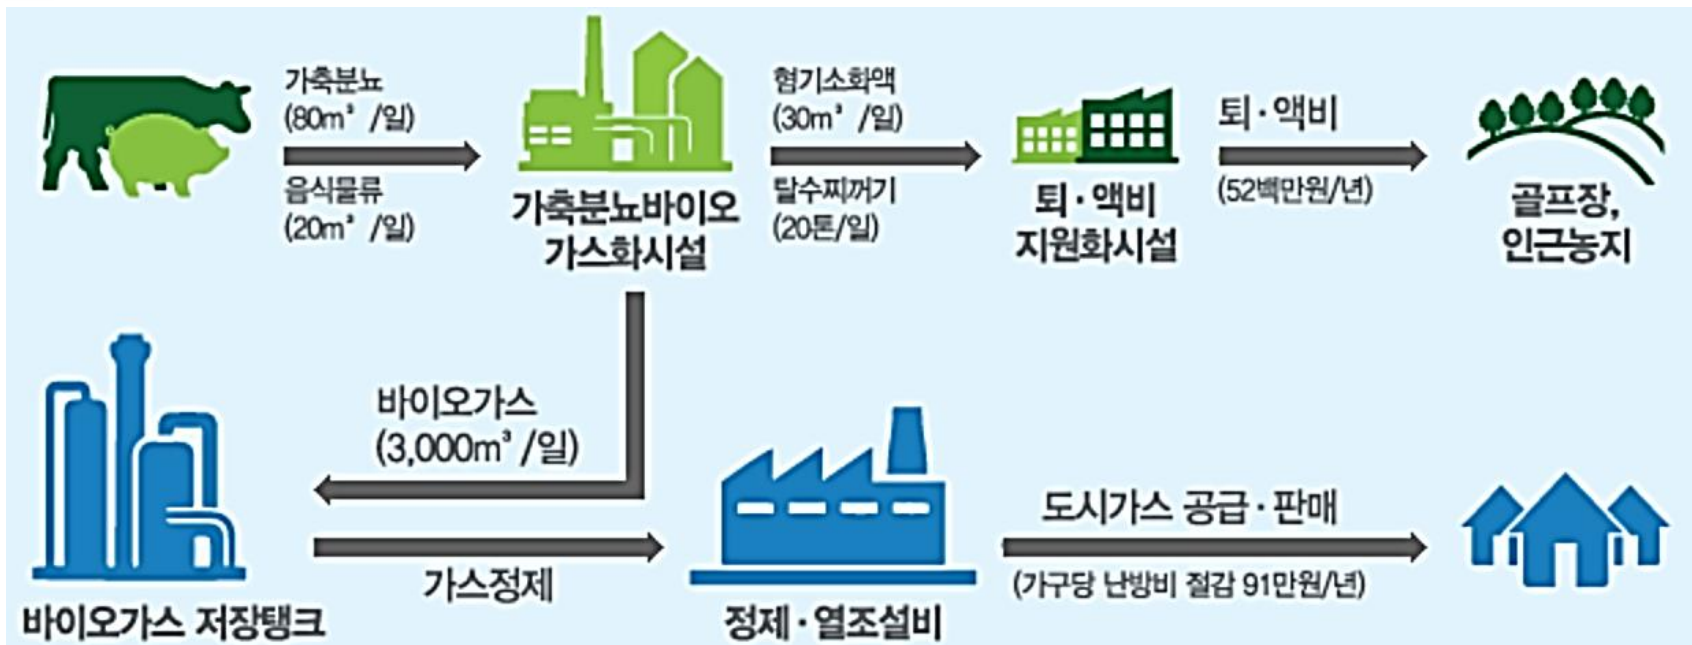 가축분뇨
(80m³ /일)
음식물류
(20m³ /일)
가축분뇨바이오
가스화시설
혐기소화액
(30m³ /일)
탈수찌꺼기
(20톤/일)
퇴·액비
지원화시설
퇴·액비
(52백만원/년)
골프장,
인근농지
바이오가스
(3,000m³ /일)
바이오가스 저장탱크
가스정제
정제·열조설비
도시가스 공급·판매
(가구당 난방비 절감 91만원/년)